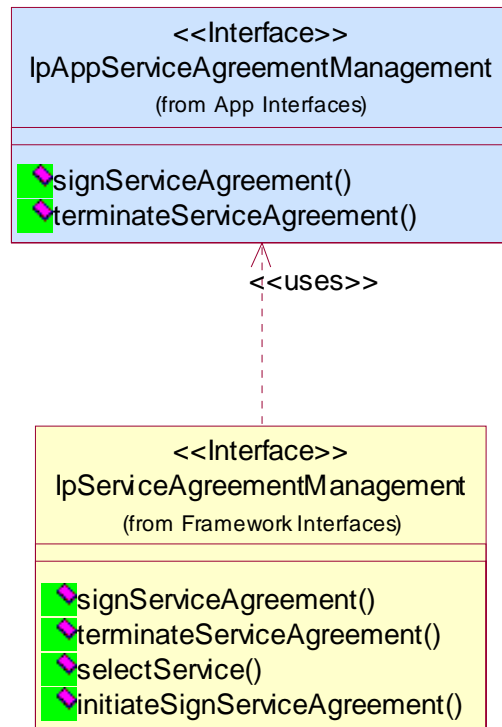 <<Interface>>
IpAppServiceAgreementManagement
(from App Interfaces)
signServiceAgreement()
terminateServiceAgreement()
<<uses>>
<<Interface>>
IpServiceAgreementManagement
(from Framework Interfaces)
signServiceAgreement()
terminateServiceAgreement()
selectService()
initiateSignServiceAgreement()